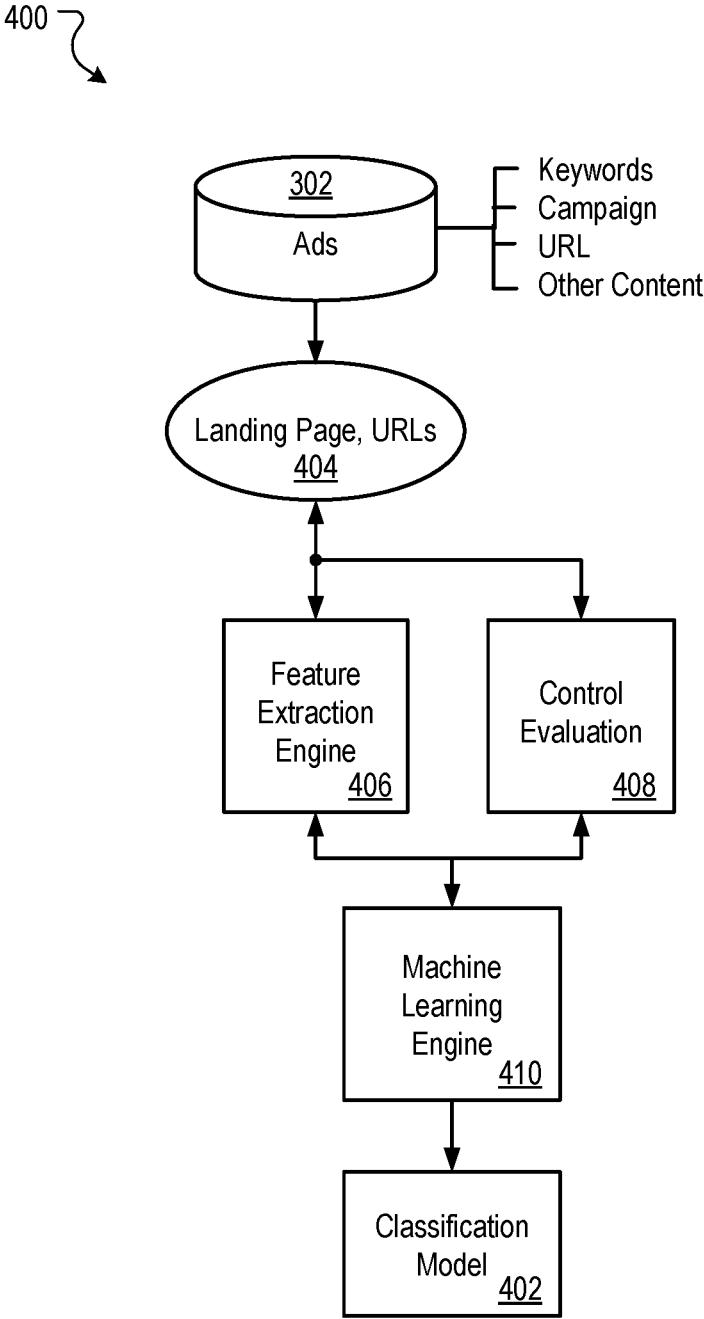 400
302
Ads
Keywords
Campaign
URL
Other Content
Landing Page, URLs
404
Feature
Extraction
Engine
406
Control
Evaluation
408
Machine
Learning
Engine
410
Classification
Model
402